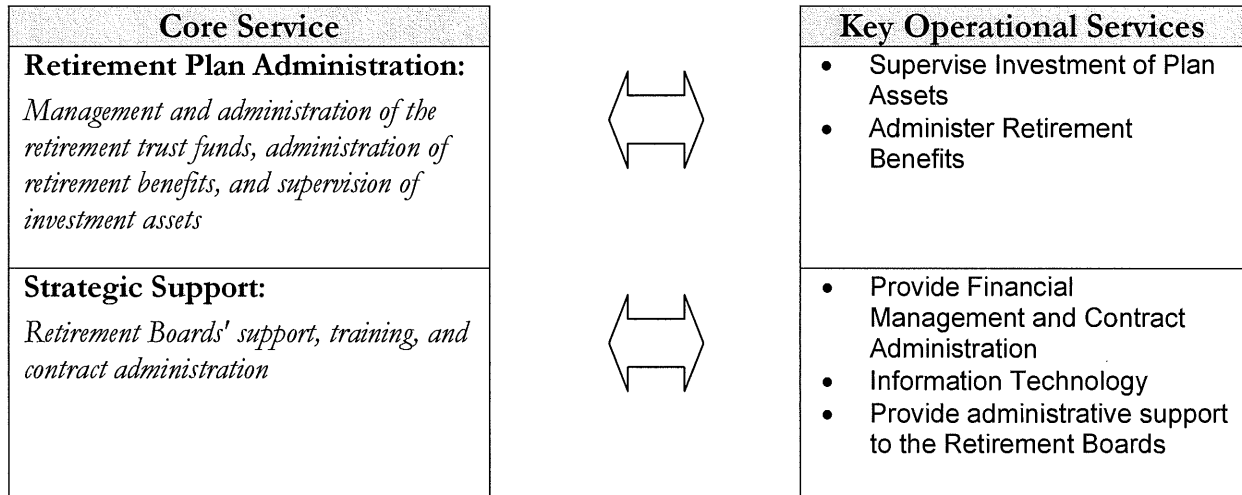 Core Service
Retirement Plan Administration:
Management and administration of the
retirement trust funds, administration of
retirement benefits, and supervision of
investment assets
Strategic Support:
Retirement Boards' support, training, and
contract administration
Key Operational Services
• Supervise Investment of Plan
Assets
• Administer Retirement
Benefits
• Provide Financial
Management and Contract
Administration
• Information Technology
• Provide administrative support
to the Retirement Boards